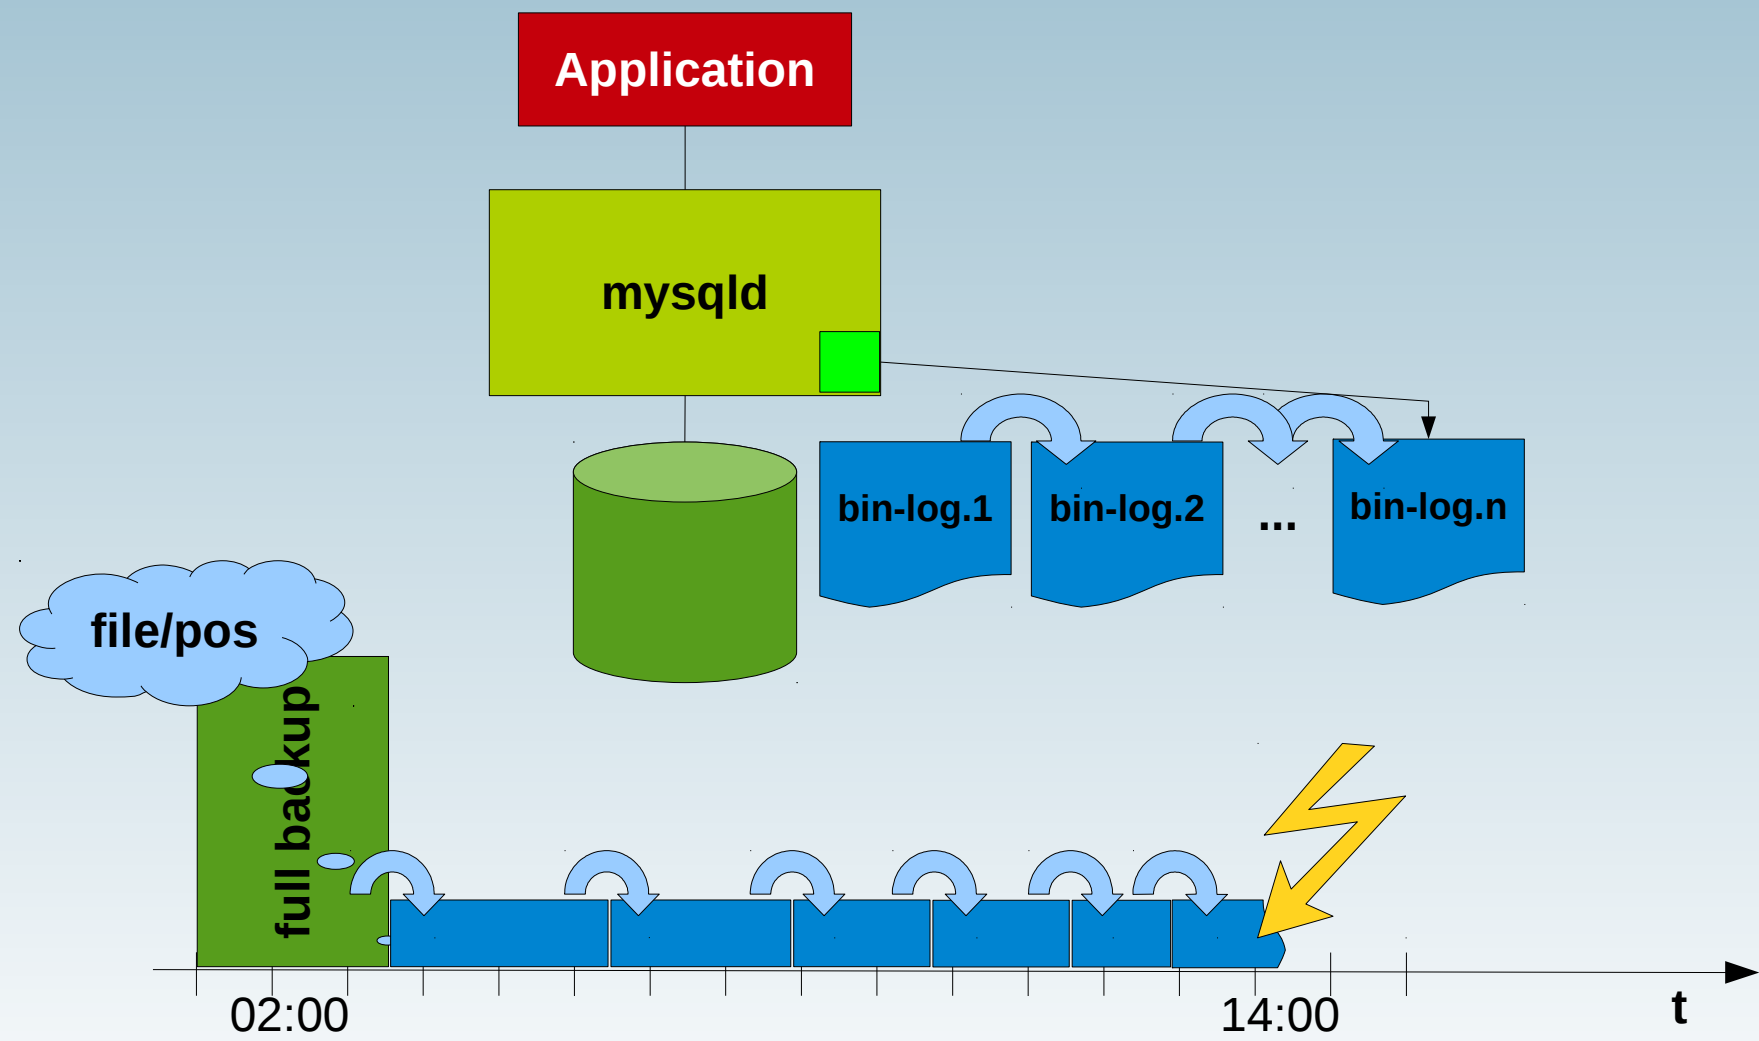 Application
mysqld
bin-log.1
bin-log.2
...
bin-log.n
file/pos
full backup
02:00
14:00
t